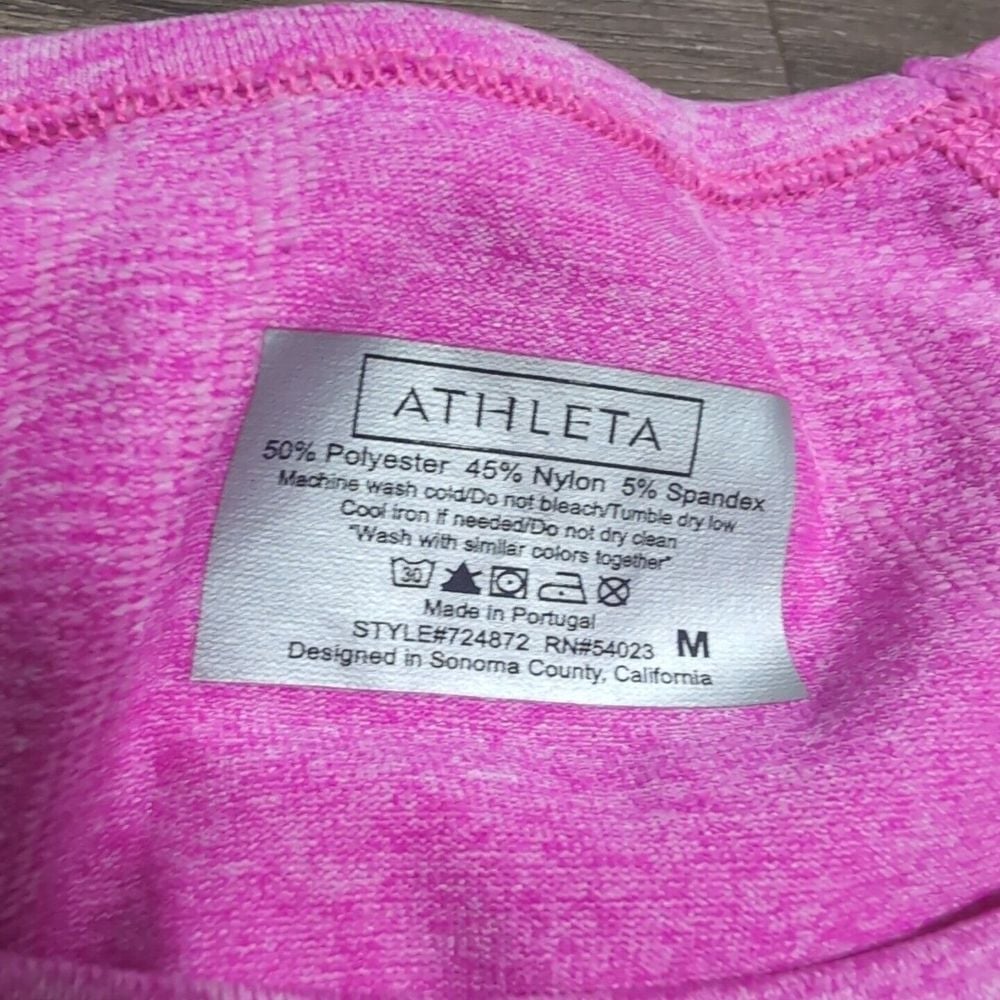 ATHLETA
50% Polyester 45% Nylon 5% Spandex
Machine wash cold/Do not bleach/Tumble dry low
Cool iron if needed/Do not dry clean
"Wash with similar colors together"
30
Made in Portugal
STYLE#724872 RN#54023 M
Designed in Sonoma County, California